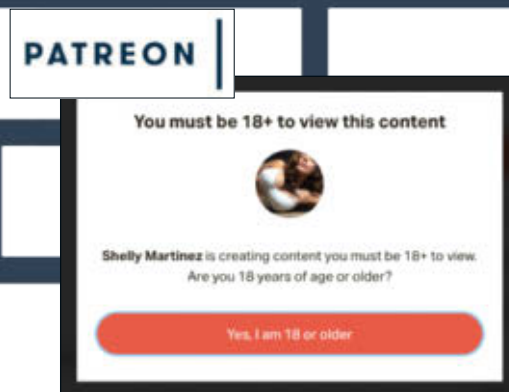 PATREON
You must be 18+ to view this content
Shelly Martinez is creating content you must be 18+ to view.
Are you 18 years of age or older?
Yes, I am 18 or older